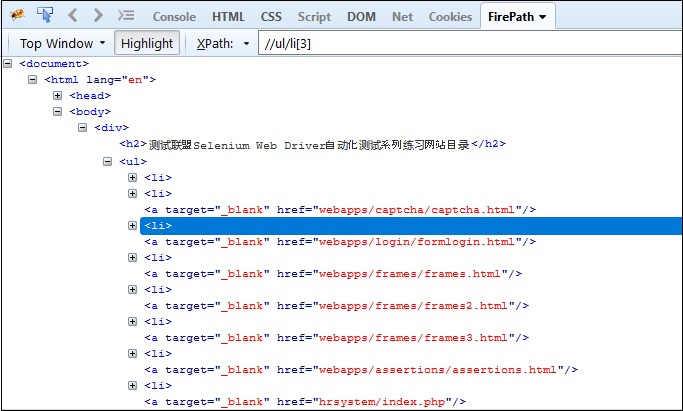 Console HTML CSS Script DOM Net Cookies FirePath
Top Window Highlight XPath: //ul/li[3]
<document>
<html lang="en">
<head>
<body>
<div>
<h2>测试联盟Selenium Web Driver自动化测试系列练习网站目录</h2>
<ul>
<li>
<li>
<a target="_blank" href="webapps/captcha/captcha.html"/>
<li>
<a target="_blank" href="webapps/login/formlogin.html"/>
<li>
<a target="_blank" href="webapps/frames/frames.html"/>
<li>
<a target="_blank" href="webapps/frames/frames2.html"/>
<li>
<a target="_blank" href="webapps/frames/frames3.html"/>
<li>
<a target="_blank" href="webapps/assertions/assertions.html"/>
<li>
<a target="_blank" href="hrsystem/index.php"/>